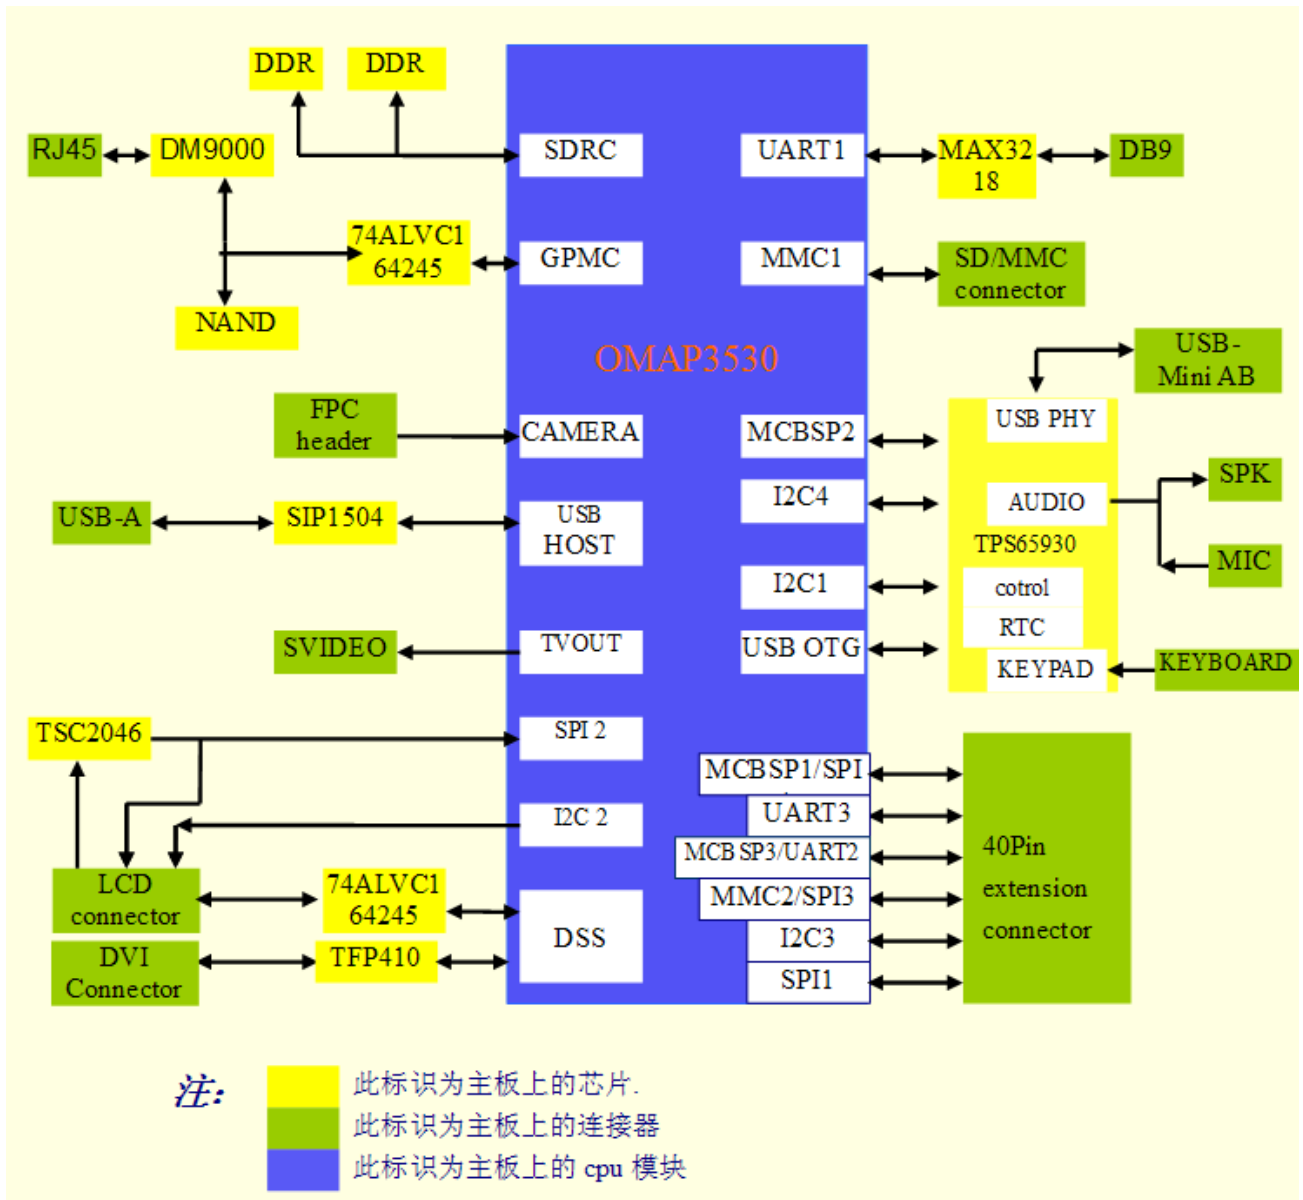 DDR
DDR
RJ45
DM9000
SDRC
UART1
MAX32
18
DB9
74ALVC1
64245
GPMC
MMC1
SD/MMC
connector
NAND
OMAP3530
USB-
Mini AB
FPC
header
CAMERA
MCBSP2
USB PHY
USB-A
SIP1504
USB
HOST
I2C4
AUDIO
SPK
TPS65930
MIC
I2C1
cotrol
RTC
SVIDEO
TVOUT
USB OTG
KEYPAD
KEYBOARD
TSC2046
SPI 2
MCBSP1/SPI
I2C 2
UART3
MCBSP3/UART2
40Pin
extension
connector
LCD
connector
74ALVC1
64245
MMC2/SPI3
DSS
I2C3
DVI
Connector
TFP410
SPI1
注:
此标识为主板上的芯片.
此标识为主板上的连接器
此标识为主板上的 cpu 模块